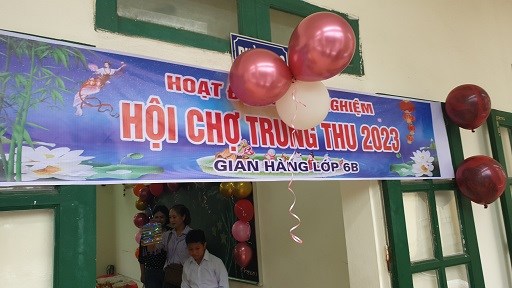 HOẠT NGHIỆM
HỘI CHỢ TRUNG THU 2023
GIAN HÀNG LỚP 6B